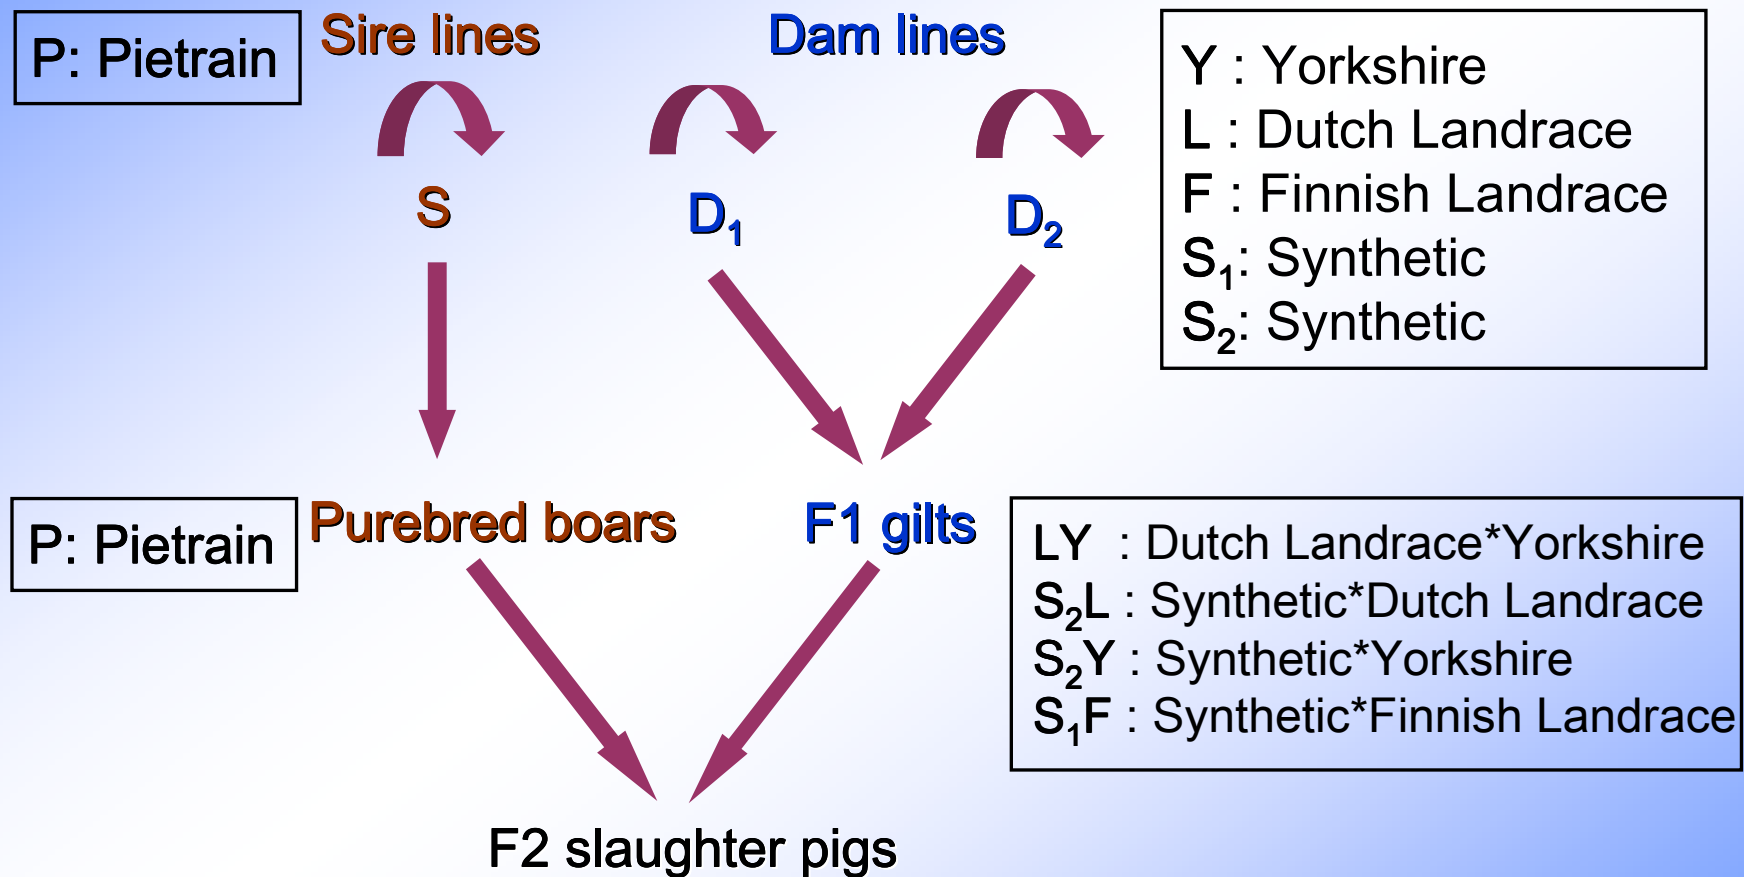 P: Pietrain
Sire lines
Dam lines
Y : Yorkshire
L : Dutch Landrace
F : Finnish Landrace
S₁: Synthetic
S₂: Synthetic
S
D₁
D₂
P: Pietrain
Purebred boars
F1 gilts
LY : Dutch Landrace*Yorkshire
S₂L : Synthetic*Dutch Landrace
S₂Y : Synthetic*Yorkshire
S₁F : Synthetic*Finnish Landrace
F2 slaughter pigs